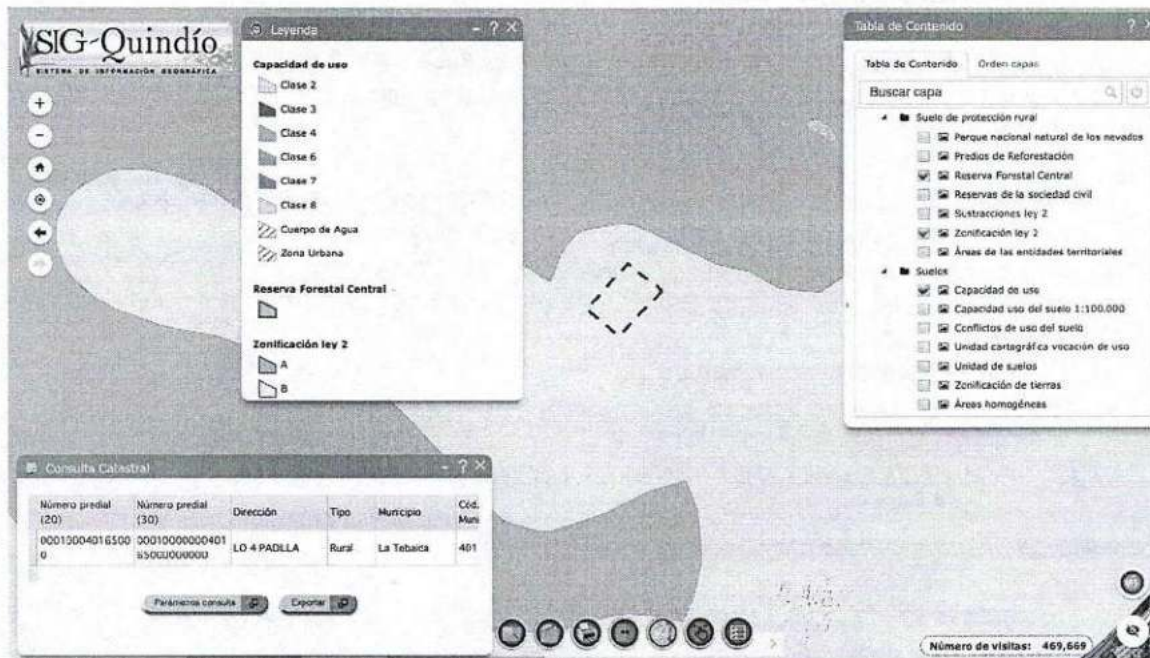 SIG-Quindío
SISTEMA DE INFORMACIÓN GEOGRÁFICA
Leyenda
Capacidad de uso
Clase 2
Clase 3
Clase 4
Clase 6
Clase 7
Clase 8
Cuerpo de Agua
Zona Urbana
Reserva Forestal Central
Zonificación ley 2
A
B
Tabla de Contenido
Tabla de Contenido Orden capas
Buscar capa
Suelo de protección rural
Parque nacional natural de los nevados
Predios de Reforestación
Reserva Forestal Central
Reservas de la sociedad civil
Sustracciones ley 2
Zonificación ley 2
Áreas de las entidades territoriales
Suelos
Capacidad de uso
Capacidad uso del suelo 1:100.000
Conflictos de uso del suelo
Unidad cartográfica vocación de uso
Unidad de suelos
Zonificación de tierras
Áreas homogéneas
Consulta Catastral
Número predial (20) Número predial (30) Dirección Tipo Municipio Cód. Muni
LO 4 PADLLA Rural La Tebaida 401
Parámetros consulta Exportar
Número de visitas: 469,669